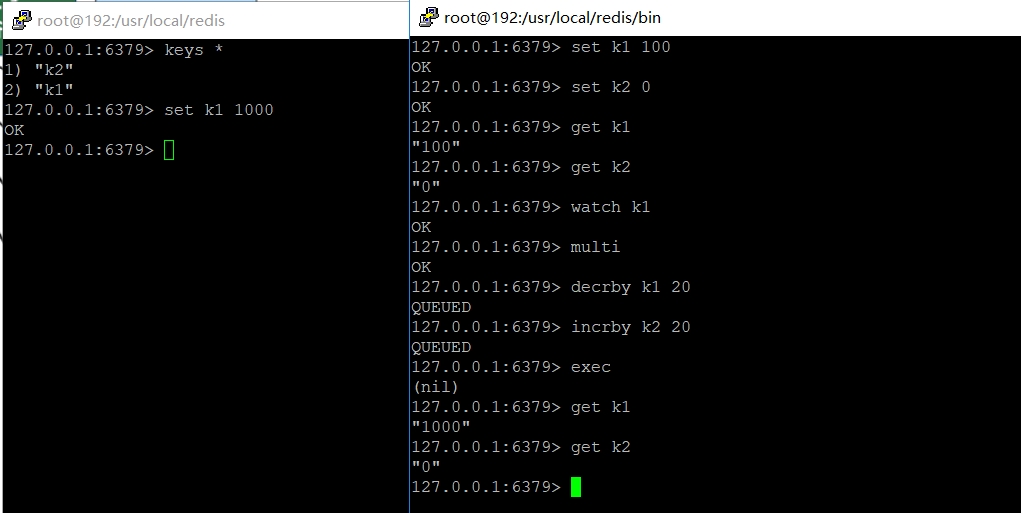 root@192:/usr/local/redis
127.0.0.1:6379> keys *
1) "k2"
2) "k1"
127.0.0.1:6379> set k1 1000
OK
127.0.0.1:6379>
root@192:/usr/local/redis/bin
127.0.0.1:6379> set k1 100
OK
127.0.0.1:6379> set k2 0
OK
127.0.0.1:6379> get k1
"100"
127.0.0.1:6379> get k2
"0"
127.0.0.1:6379> watch k1
OK
127.0.0.1:6379> multi
OK
127.0.0.1:6379> decrby k1 20
QUEUED
127.0.0.1:6379> incrby k2 20
QUEUED
127.0.0.1:6379> exec
(nil)
127.0.0.1:6379> get k1
"1000"
127.0.0.1:6379> get k2
"0"
127.0.0.1:6379>